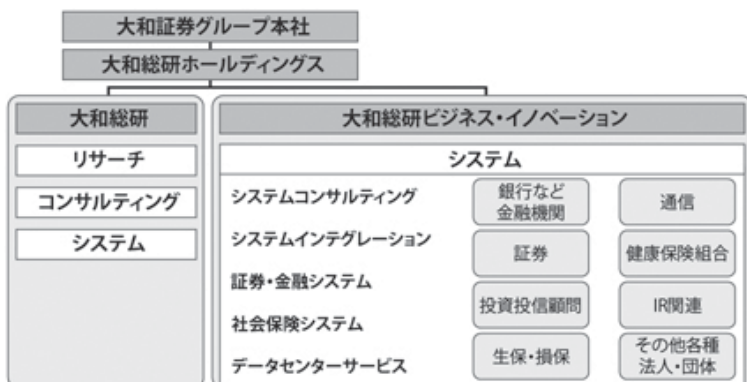 大和証券グループ本社
大和総研ホールディングス
大和総研
リサーチ
コンサルティング
システム
大和総研ビジネス・イノベーション
システム
システムコンサルティング
システムインテグレーション
証券・金融システム
社会保険システム
データセンターサービス
銀行など
金融機関
通信
証券
健康保険組合
投資投信顧問
IR関連
生保・損保
その他各種
法人・団体